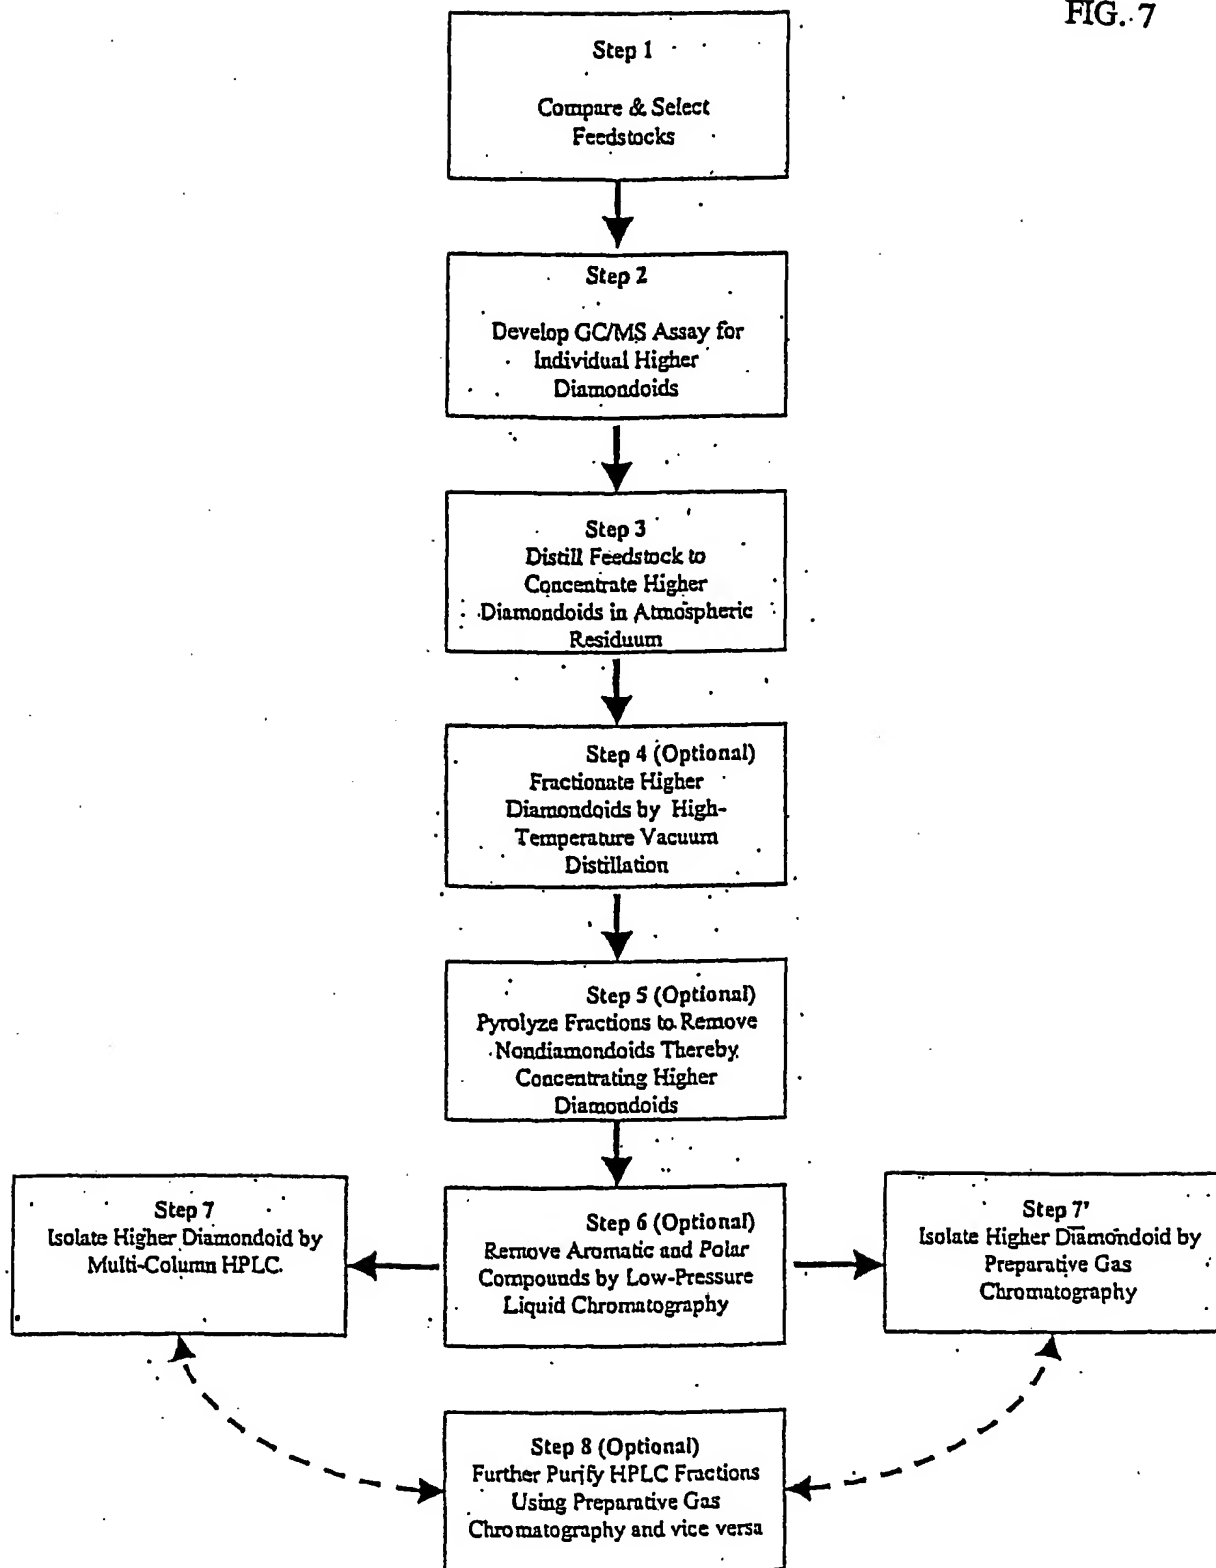 FIG. 7
Step 1
Compare & Select
Feedstocks
Step 2
Develop GC/MS Assay for
Individual Higher
Diamondoids
Step 3
Distill Feedstock to
Concentrate Higher
Diamondoids in Atmospheric
Residuum
Step 4 (Optional)
Fractionate Higher
Diamondoids by High-
Temperature Vacuum
Distillation
Step 5 (Optional)
Pyrolyze Fractions to Remove
Nondiamondoids Thereby
Concentrating Higher
Diamondoids
Step 6 (Optional)
Remove Aromatic and Polar
Compounds by Low-Pressure
Liquid Chromatography
Step 7
Isolate Higher Diamondoid by
Multi-Column HPLC
Step 7'
Isolate Higher Diamondoid by
Preparative Gas
Chromatography
Step 8 (Optional)
Further Purify HPLC Fractions
Using Preparative Gas
Chromatography and vice versa